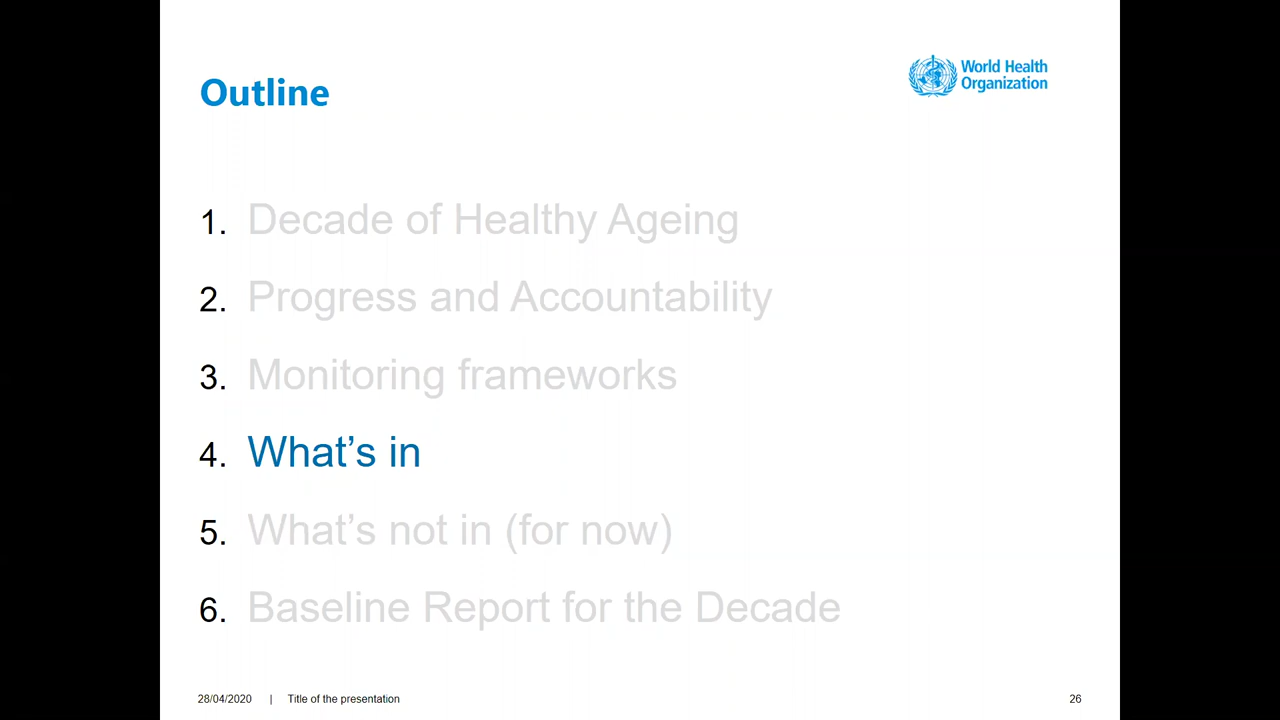 Outline
World Health
Organization
1. Decade of Healthy Ageing
2. Progress and Accountability
3. Monitoring frameworks
4. What’s in
5. What’s not in (for now)
6. Baseline Report for the Decade
28/04/2020 | Title of the presentation 26